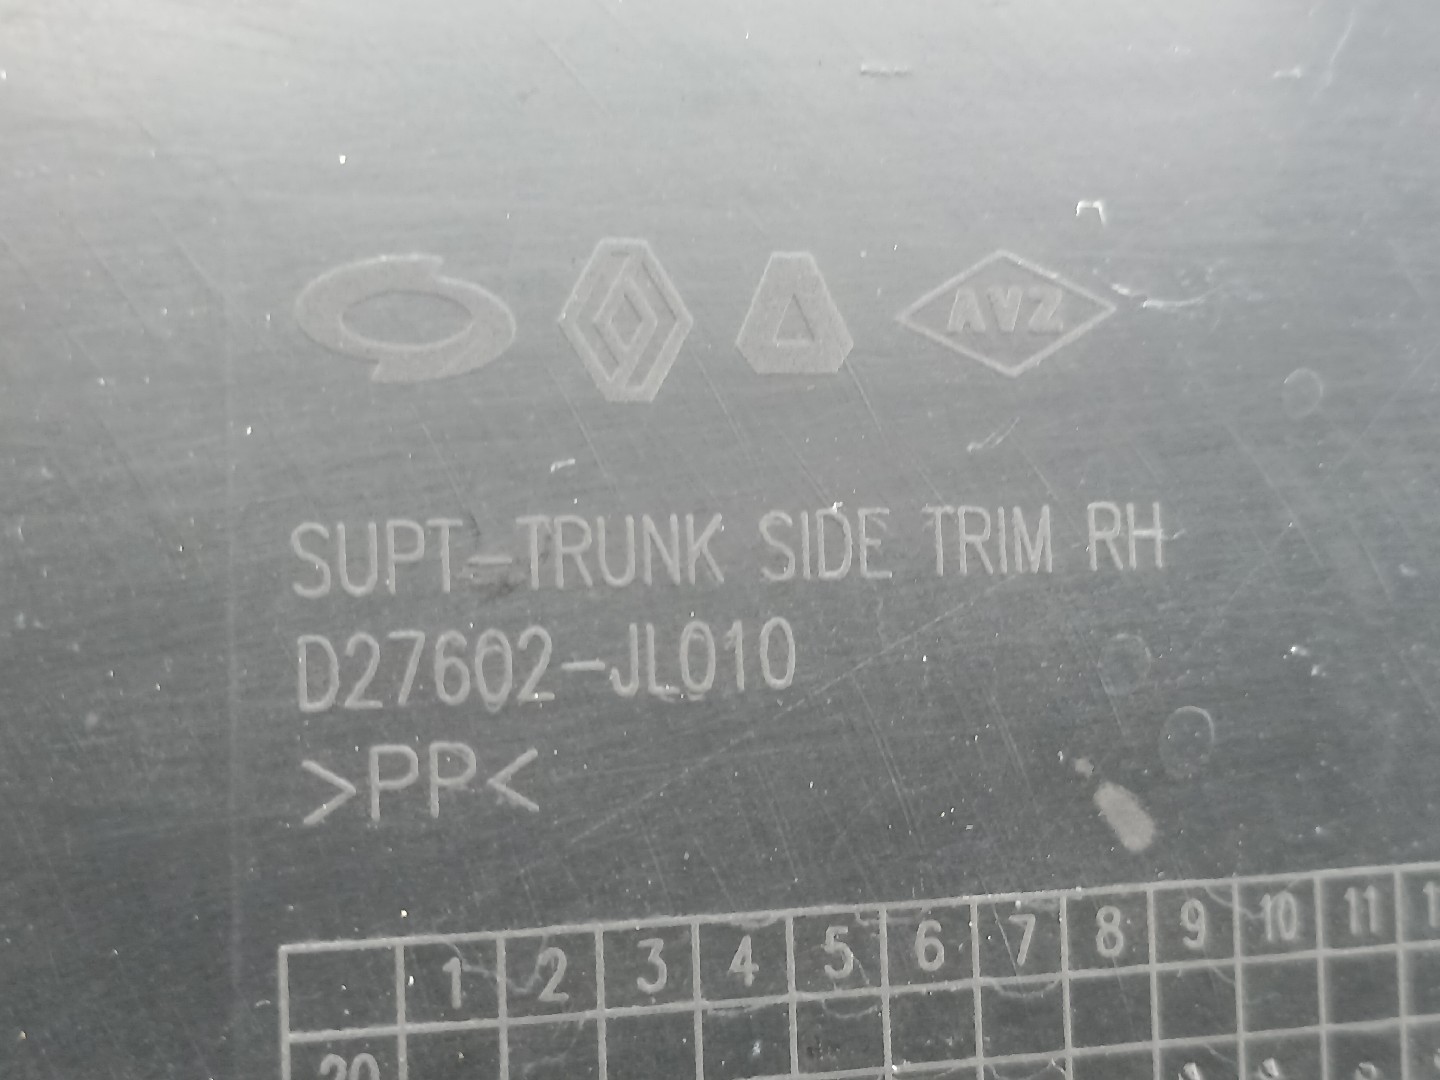 AVZ
SUPT-TRUNK SIDE TRIM RH
D27602-JL010
>PP<
1 2 3 4 5 6 7 8 9 10 11
20